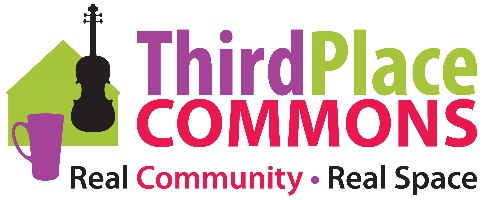 ThirdPlace
COMMONS
Real Community • Real Space